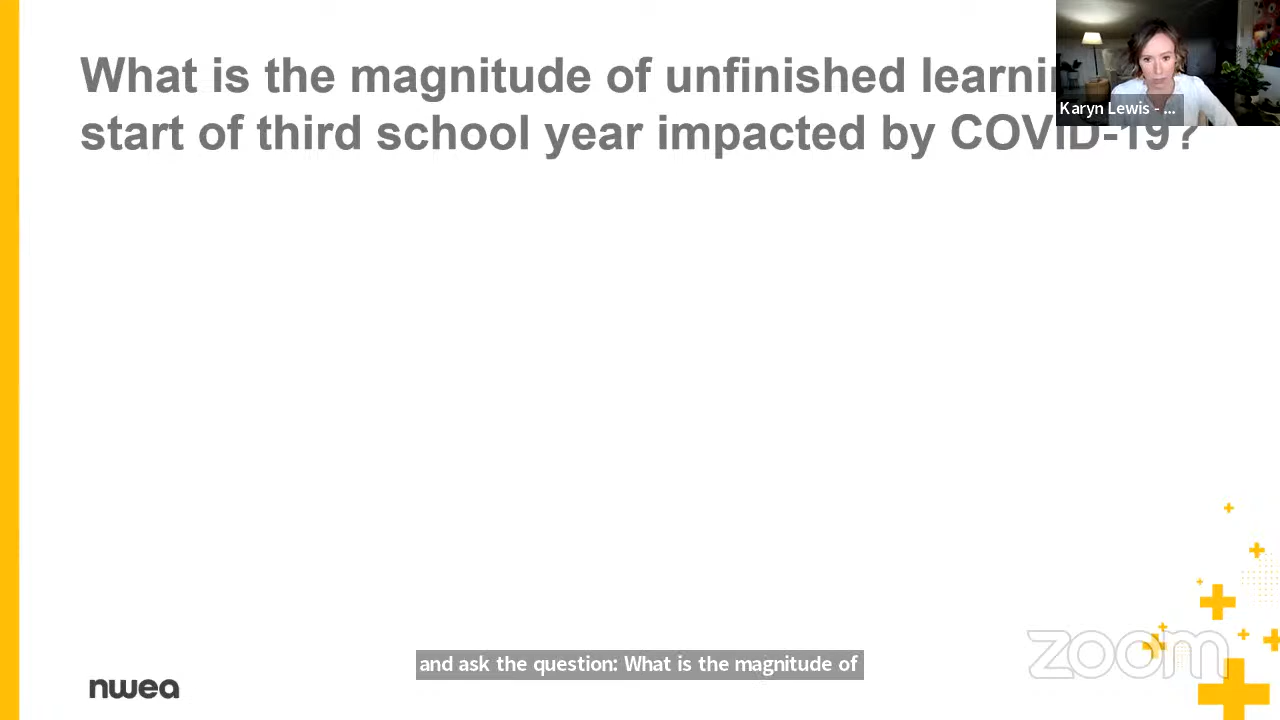 What is the magnitude of unfinished
start of third school year impacted by COVID-19?
Karyn Lewis - ...
and ask the question: What is the magnitude of
zoom
nwea